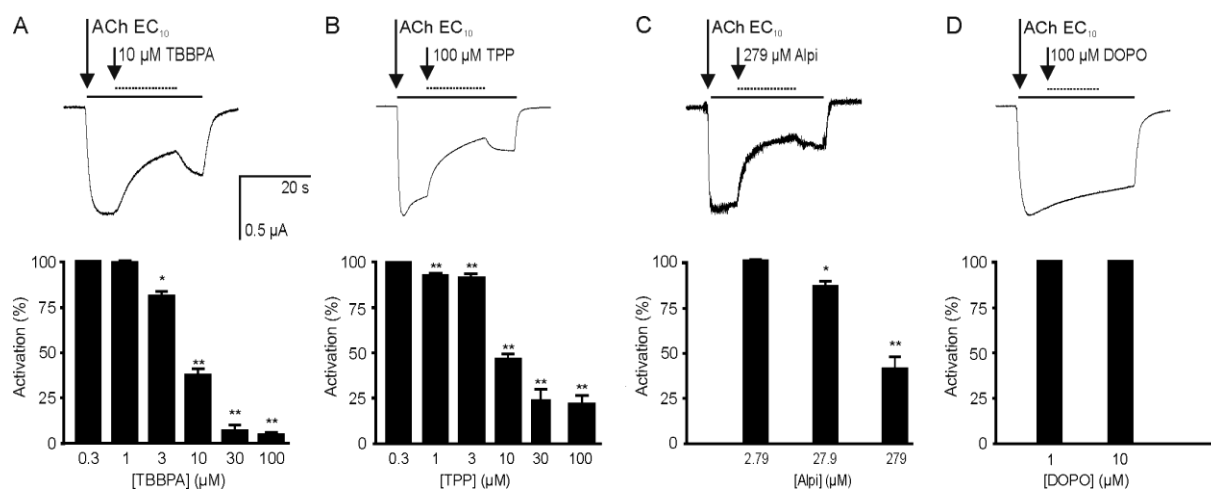 A
ACh EC10
10 µM TBBPA
20 s
0.5 µA
Activation (%)
100
75
50
25
0
* ** ** **
0.3 1 3 10 30 100
[TBBPA] (µM)
B
ACh EC10
100 µM TPP
Activation (%)
100
75
50
25
0
** ** ** ** **
0.3 1 3 10 30 100
[TPP] (µM)
C
ACh EC10
279 µM Alpi
Activation (%)
100
75
50
25
0
* **
2.79 27.9 279
[Alpi] (µM)
D
ACh EC10
100 µM DOPO
Activation (%)
100
75
50
25
0
1 10
[DOPO] (µM)